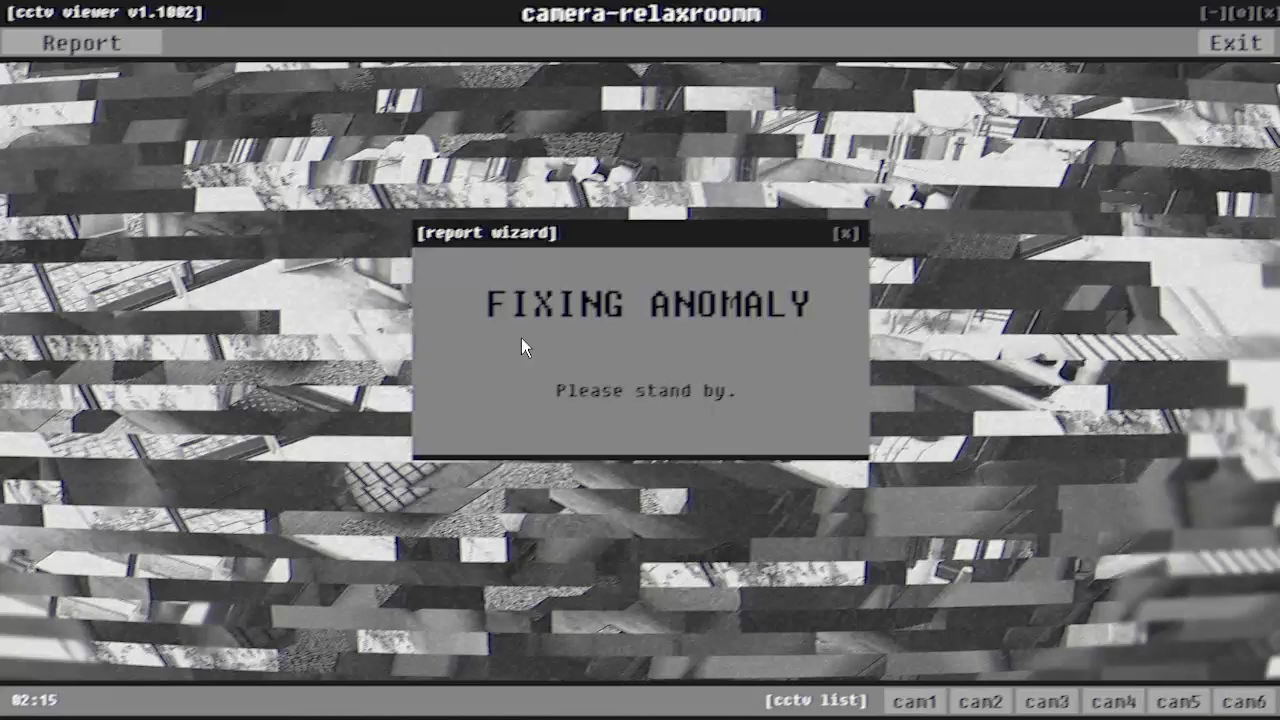 [cctv viewer v1.1002]
camera-relaxroomm
[-][o][x]
Report
Exit
[report wizard]
[x]
FIXING ANOMALY
Please stand by.
02:15
[cctv list]
cam1
cam2
cam3
cam4
cam5
cam6